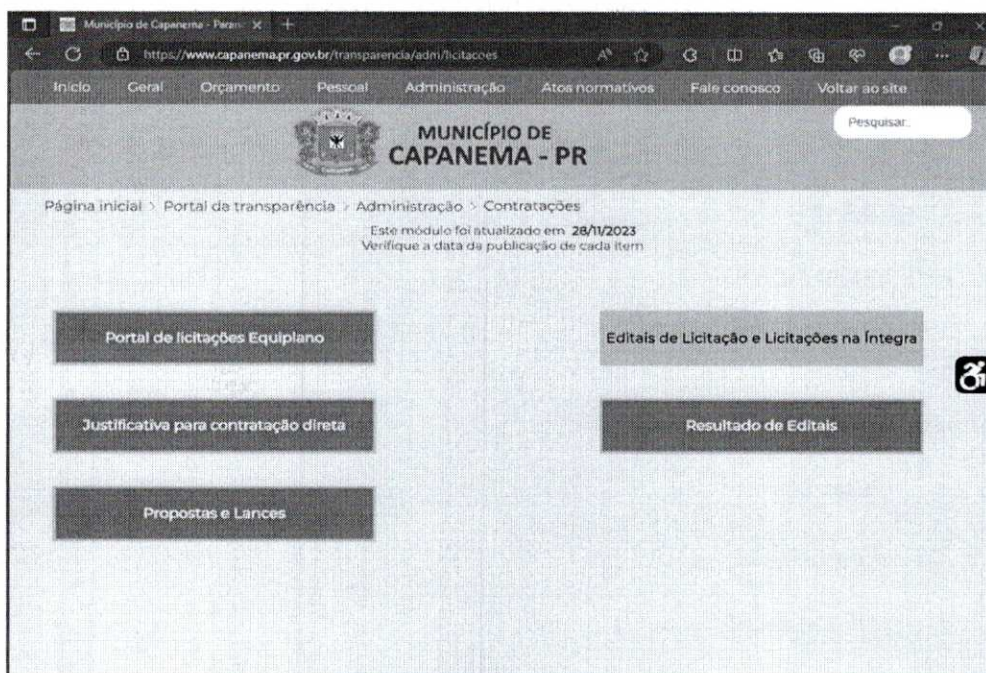 Município de Capanema - Paran
https://www.capanema.pr.gov.br/transparencia/adm/licitacoes
Início Geral Orçamento Pessoal Administração Atos normativos Fale conosco Voltar ao site
Pesquisar..
MUNICÍPIO DE
CAPANEMA - PR
Página inicial > Portal da transparência > Administração > Contratações
Este módulo foi atualizado em 28/11/2023
Verifique a data da publicação de cada item
Portal de licitações Equiplano
Editais de Licitação e Licitações na Íntegra
Justificativa para contratação direta
Resultado de Editais
Propostas e Lances